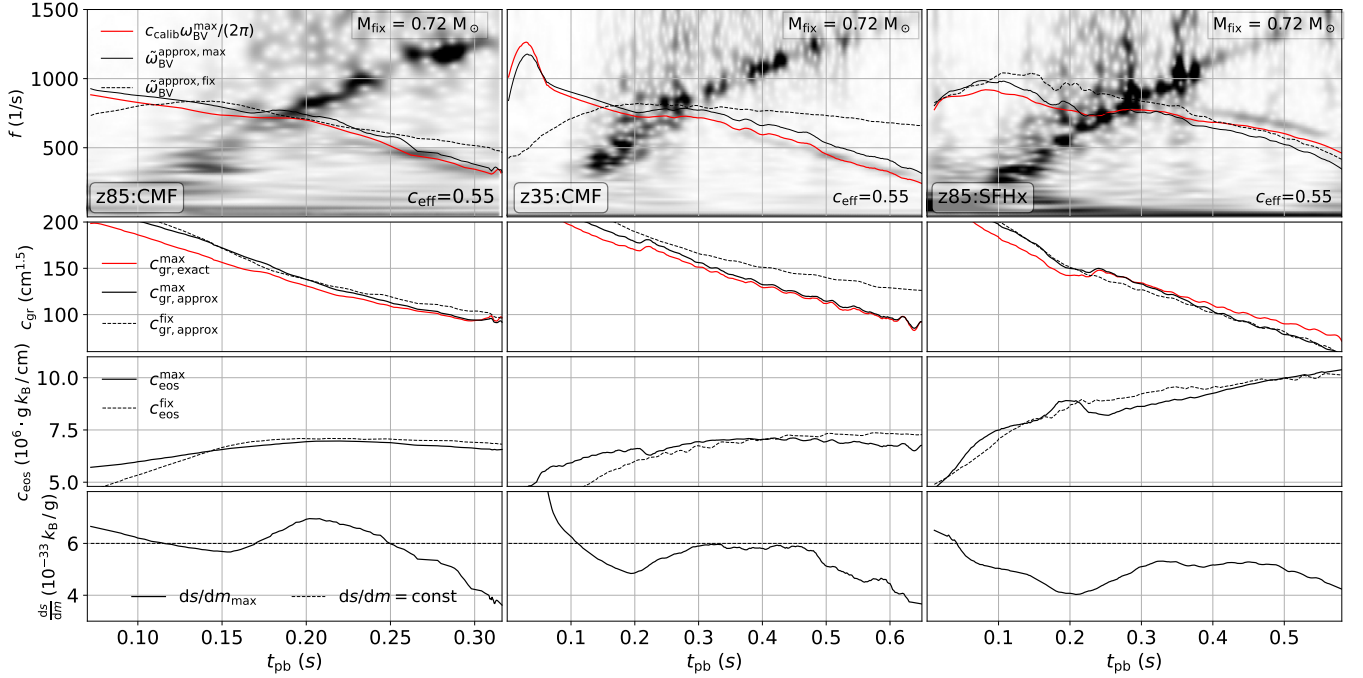 1500
1000
500
f (1/s)
c_calib ω_BV^max/(2π)
ω̃_BV^approx, max
ω̃_BV^approx, fix
M_fix = 0.72 M_⊙
z85:CMF
c_eff=0.55
M_fix = 0.72 M_⊙
z35:CMF
c_eff=0.55
M_fix = 0.72 M_⊙
z85:SFHx
c_eff=0.55
200
150
100
c_gr (cm^1.5)
c_gr, exact^max
c_gr, approx^max
c_gr, approx^fix
10.0
7.5
5.0
c_eos (10^6 · g k_B / cm)
c_eos^max
c_eos^fix
6
4
ds/dm (10^−33 k_B / g)
ds/dm_max
ds/dm = const
0.10 0.15 0.20 0.25 0.30
0.1 0.2 0.3 0.4 0.5 0.6
0.1 0.2 0.3 0.4 0.5
t_pb (s)
t_pb (s)
t_pb (s)